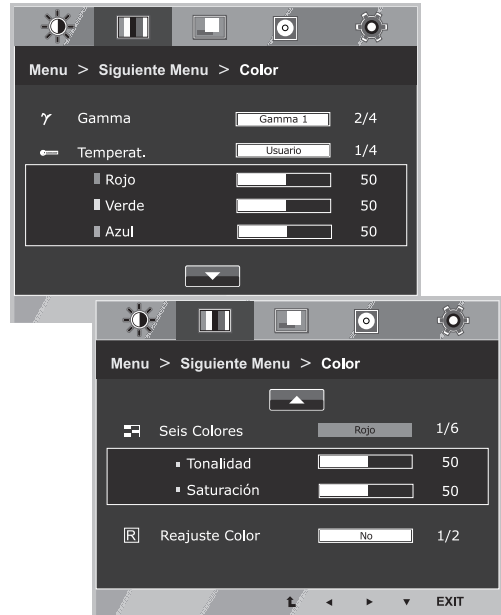 Menu > Siguiente Menu > Color
γ Gamma Gamma 1 2/4
Temperat. Usuario 1/4
Rojo 50
Verde 50
Azul 50
Menu > Siguiente Menu > Color
Seis Colores Rojo 1/6
Tonalidad 50
Saturación 50
R Reajuste Color No 1/2
EXIT